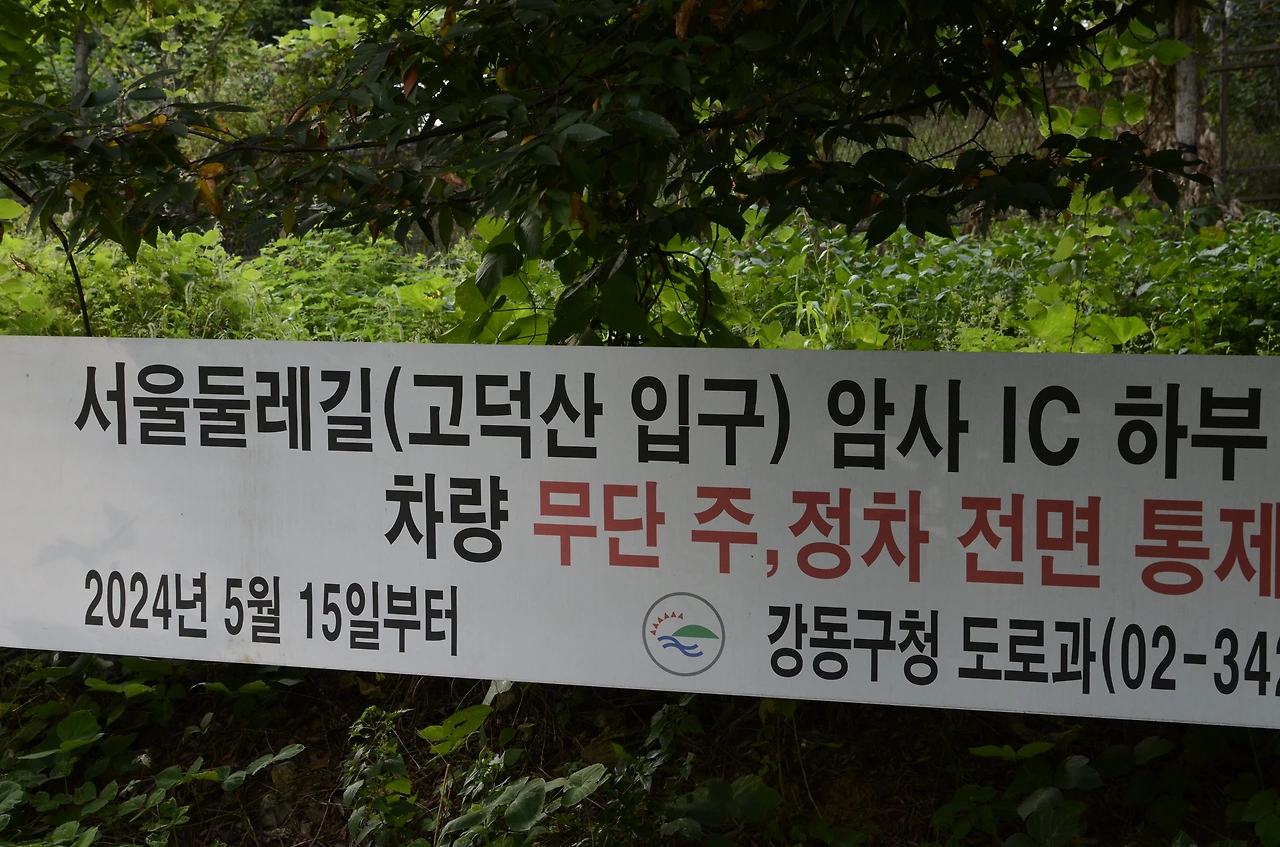 서울둘레길(고덕산 입구) 암사 IC 하부
차량 무단 주,정차 전면 통제
2024년 5월 15일부터
강동구청 도로과(02-342